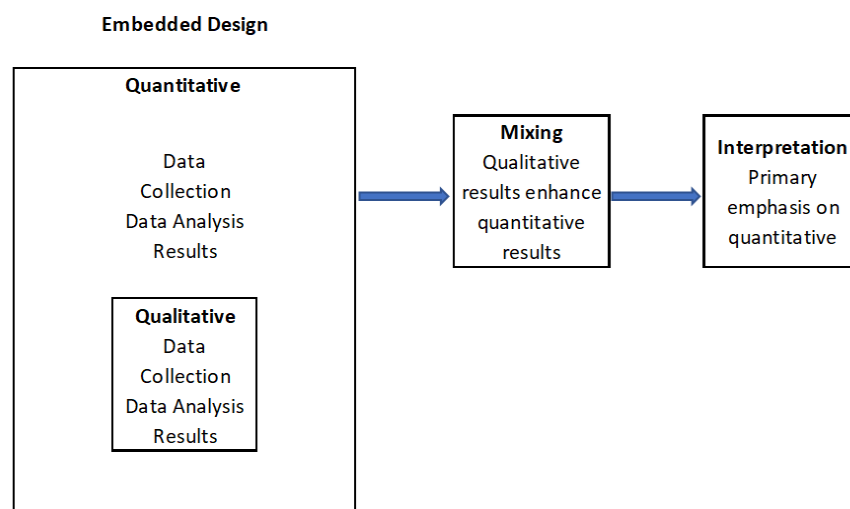 Embedded Design
Quantitative
Data
Collection
Data Analysis
Results
Qualitative
Data
Collection
Data Analysis
Results
Mixing
Qualitative
results enhance
quantitative
results
Interpretation
Primary
emphasis on
quantitative